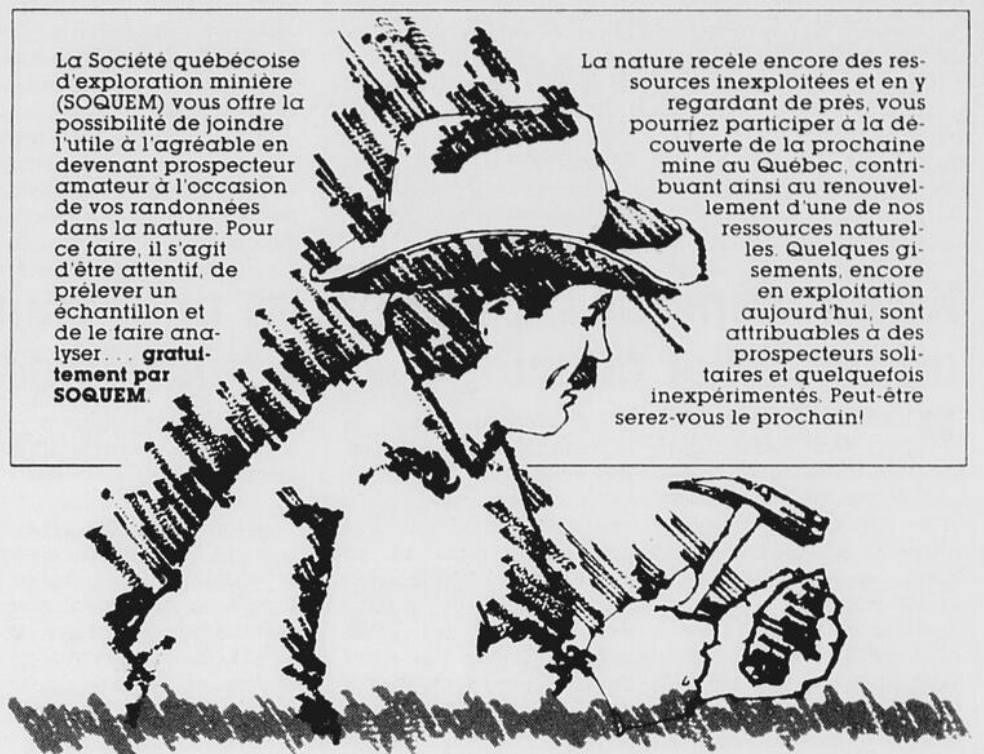 La Société québécoise
d'exploration minière
(SOQUEM) vous offre la
possibilité de joindre
l'utile à l'agréable en
devenant prospecteur
amateur à l'occasion
de vos randonnées
dans la nature. Pour
ce faire, il s'agit
d'être attentif, de
prélever un
échantillon et
de le faire ana-
lyser... gratui-
tement par
SOQUEM.
La nature recèle encore des res-
sources inexploitées et en y
regardant de près, vous
pourriez participer à la dé-
couverte de la prochaine
mine au Québec, contri-
buant ainsi au renouvel-
lement d'une de nos
ressources naturel-
les. Quelques gi-
sements, encore
en exploitation
aujourd'hui, sont
attribuables à des
prospecteurs soli-
taires et quelquefois
inexpérimentés. Peut-être
serez-vous le prochain!